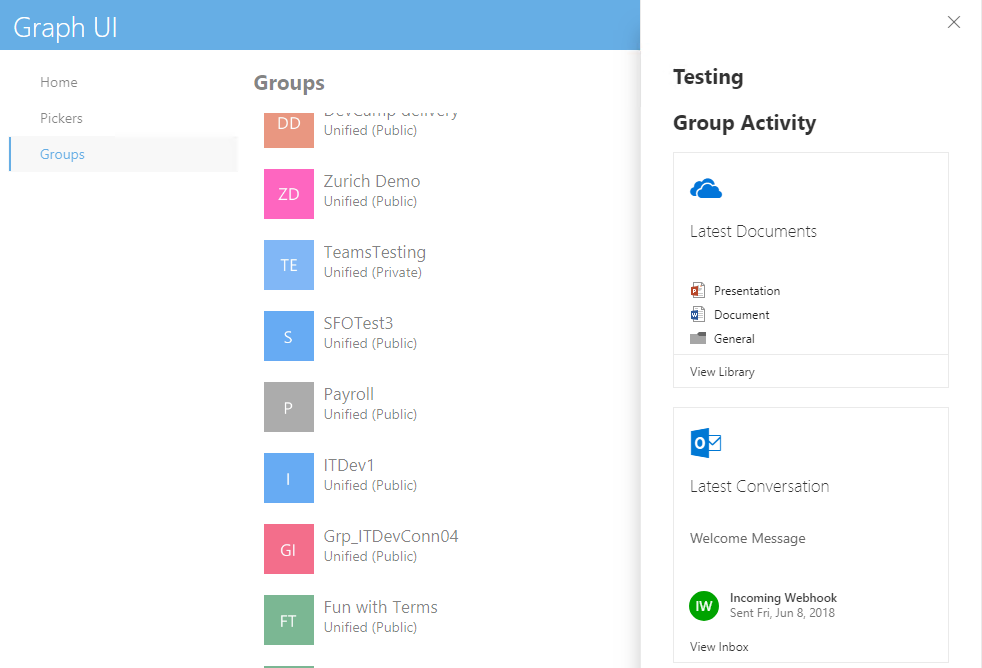 Graph UI
Home
Pickers
Groups
Groups
DD
DevCamp delivery
Unified (Public)
ZD
Zurich Demo
Unified (Public)
TE
TeamsTesting
Unified (Private)
S
SFOTest3
Unified (Public)
P
Payroll
Unified (Public)
I
ITDev1
Unified (Public)
GI
Grp_ITDevConn04
Unified (Public)
FT
Fun with Terms
Unified (Public)
Testing
Group Activity
Latest Documents
Presentation
Document
General
View Library
Latest Conversation
Welcome Message
IW
Incoming Webhook
Sent Fri, Jun 8, 2018
View Inbox